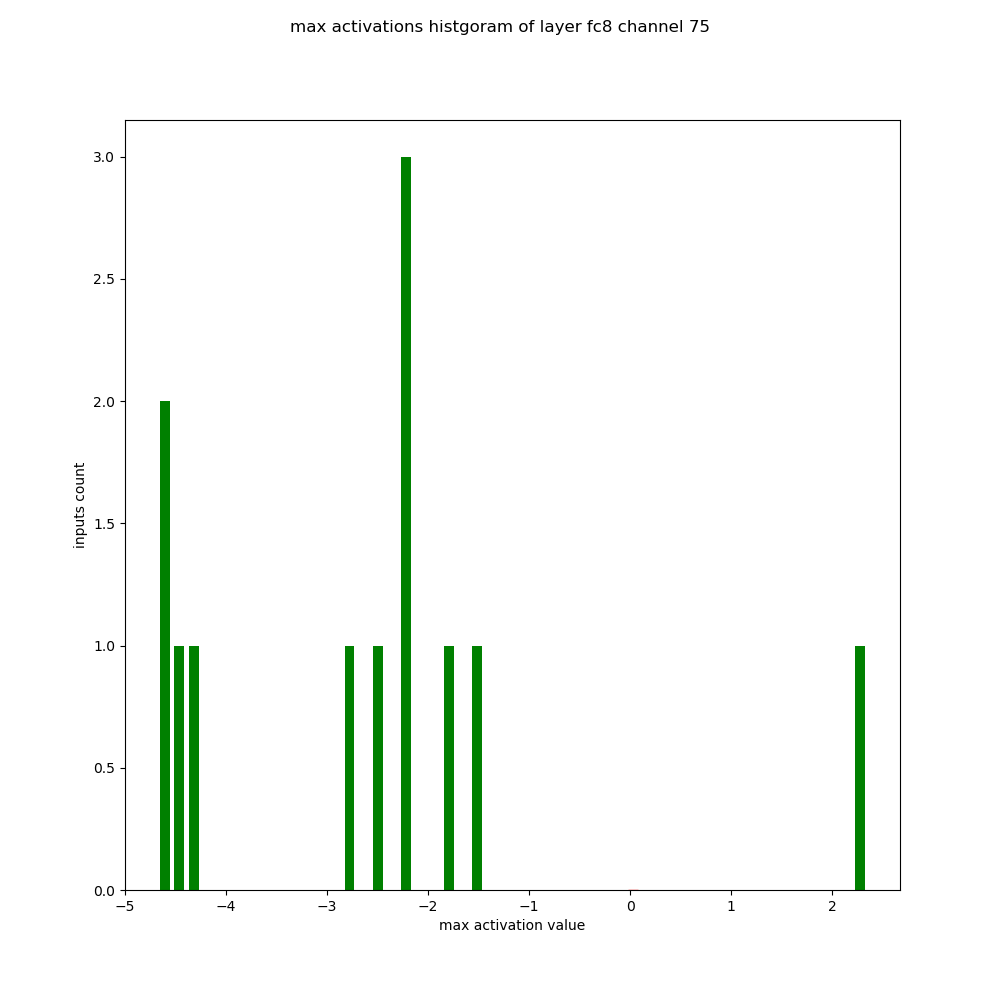 max activations histgoram of layer fc8 channel 75
3.0
2.5
2.0
1.5
1.0
0.5
0.0
inputs count
−5 −4 −3 −2 −1 0 1 2
max activation value